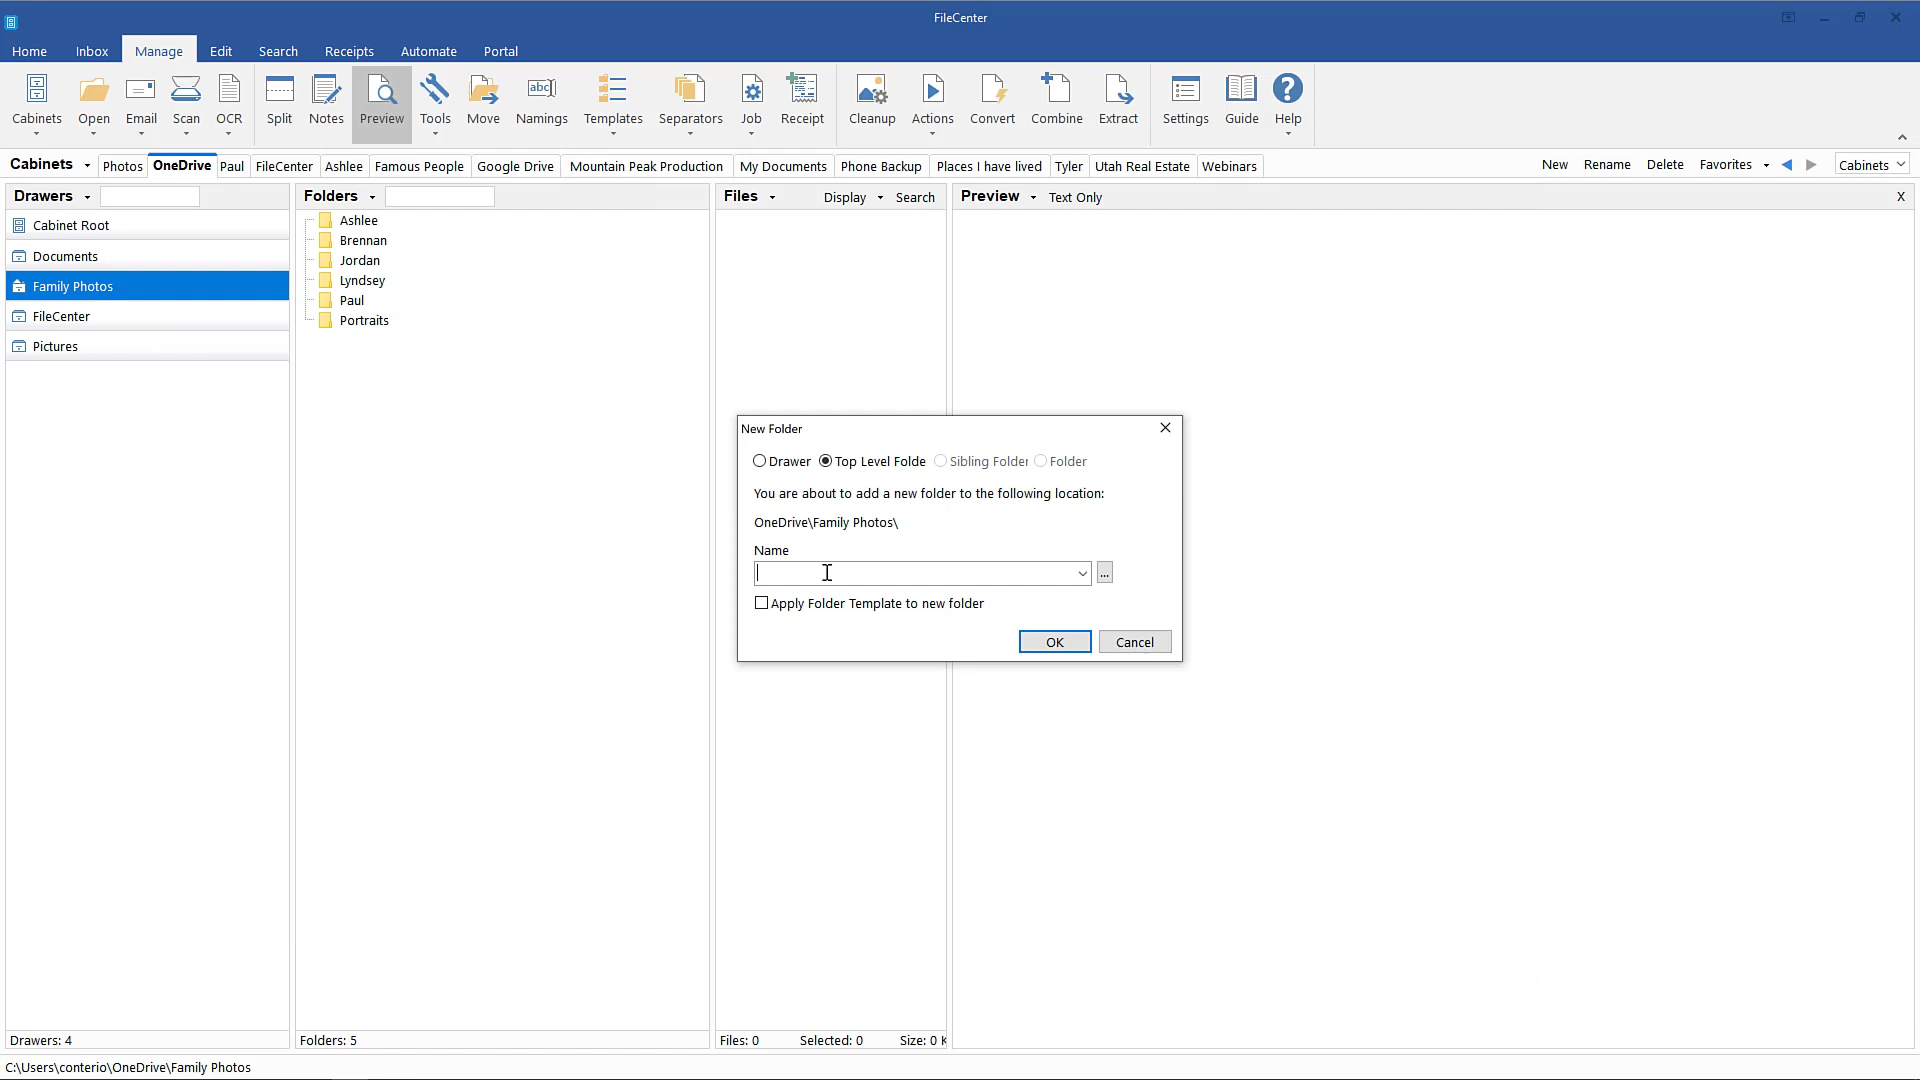 FileCenter
Home Inbox Manage Edit Search Receipts Automate Portal
Cabinets Open Email Scan OCR Split Notes Preview Tools Move Namings Templates Separators Job Receipt Cleanup Actions Convert Combine Extract Settings Guide Help
Cabinets Photos OneDrive Paul FileCenter Ashlee Famous People Google Drive Mountain Peak Production My Documents Phone Backup Places I have lived Tyler Utah Real Estate Webinars New Rename Delete Favorites Cabinets
Drawers Folders Files Display Search Preview Text Only X
Cabinet Root
Documents
Family Photos
FileCenter
Pictures
Ashlee
Brennan
Jordan
Lyndsey
Paul
Portraits
New Folder
Drawer Top Level Folde Sibling Folder Folder
You are about to add a new folder to the following location:
OneDrive\Family Photos\
Name
...
Apply Folder Template to new folder
OK Cancel
Drawers: 4 Folders: 5 Files: 0 Selected: 0 Size: 0 K
C:\Users\conterio\OneDrive\Family Photos